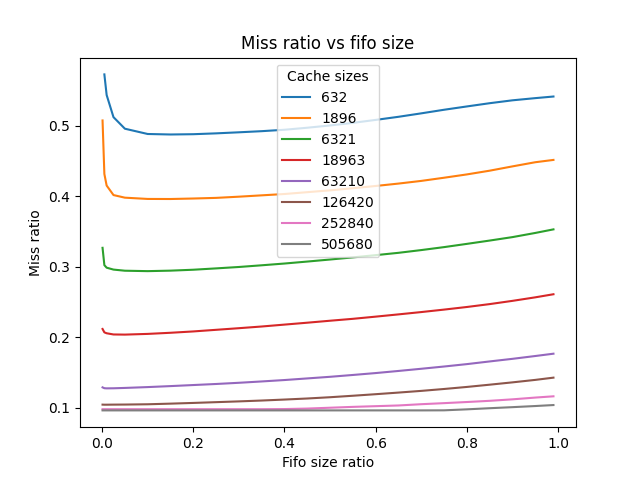 Miss ratio vs fifo size
Cache sizes
632
1896
6321
18963
63210
126420
252840
505680
Miss ratio
0.5
0.4
0.3
0.2
0.1
0.0 0.2 0.4 0.6 0.8 1.0
Fifo size ratio